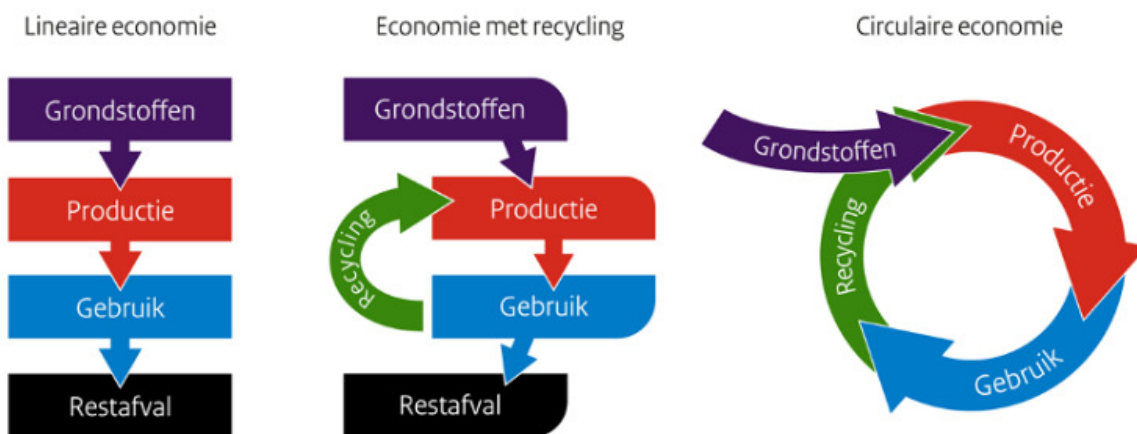 Lineaire economie
Grondstoffen
Productie
Gebruik
Restafval
Economie met recycling
Grondstoffen
Productie
Recycling
Gebruik
Restafval
Circulaire economie
Grondstoffen
Productie
Gebruik
Recycling